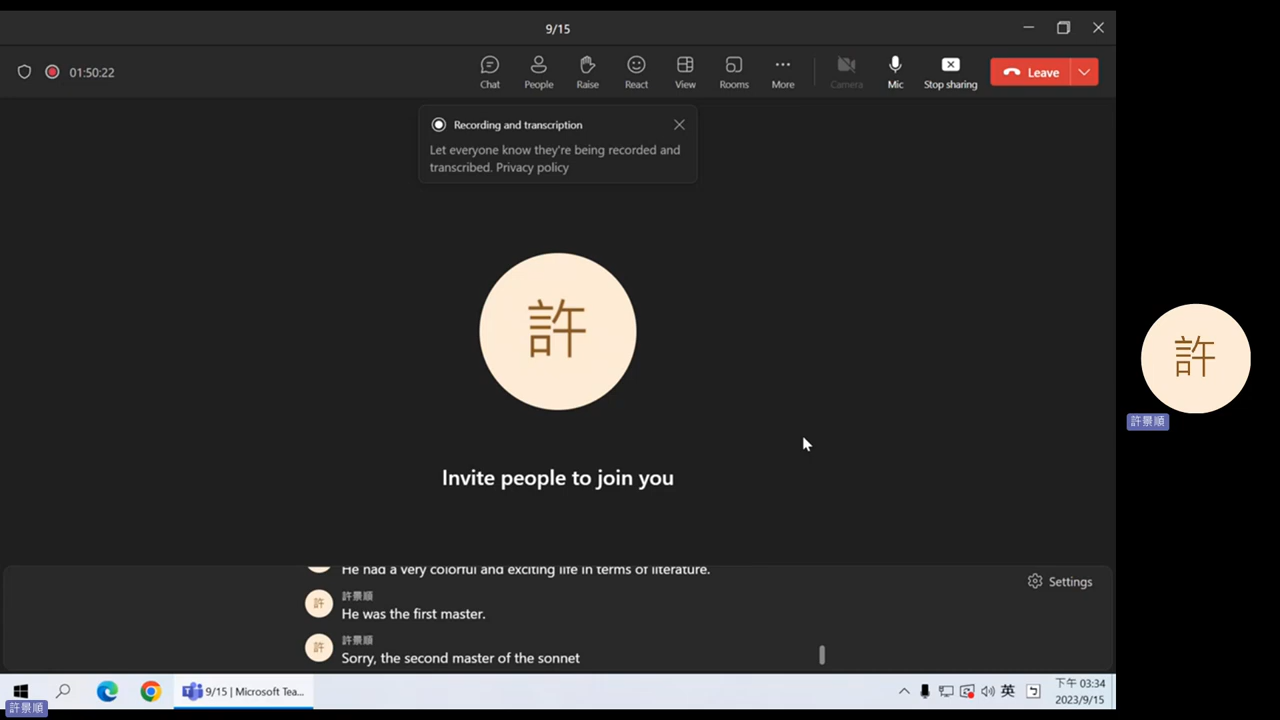 9/15
01:50:22
Chat
People
Raise
React
View
Rooms
More
Camera
Mic
Stop sharing
Leave
Recording and transcription
Let everyone know they're being recorded and
transcribed. Privacy policy
許
許
許景順
Invite people to join you
He had a very colorful and exciting life in terms of literature.
Settings
許
許景順
He was the first master.
許
許景順
Sorry, the second master of the sonnet
9/15 | Microsoft Tea...
英
ㄅ
下午 03:34
2023/9/15
許景順